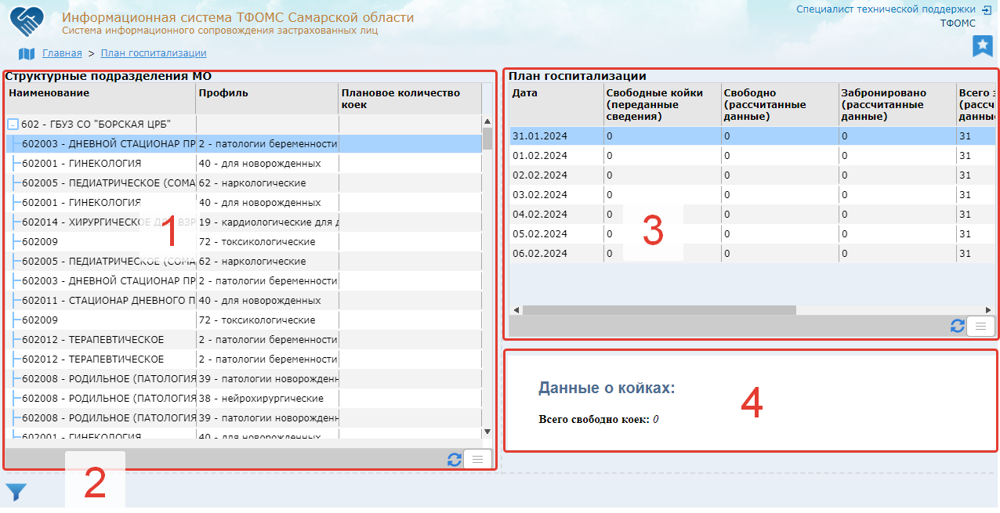 Информационная система ТФОМС Самарской области
Система информационного сопровождения застрахованных лиц
Специалист технической поддержки
ТФОМС
Главная > План госпитализации
Структурные подразделения МО
Наименование Профиль Плановое количество
коек
602 - ГБУЗ СО "БОРСКАЯ ЦРБ"
602003 - ДНЕВНОЙ СТАЦИОНАР ПР 2 - патологии беременности
602001 - ГИНЕКОЛОГИЯ 40 - для новорожденных
602005 - ПЕДИАТРИЧЕСКОЕ (СОМА 62 - наркологические
602001 - ГИНЕКОЛОГИЯ 40 - для новорожденных
602014 - ХИРУРГИЧЕСКОЕ ДЛЯ ВЗР 19 - кардиологические для д
602009 72 - токсикологические
602005 - ПЕДИАТРИЧЕСКОЕ (СОМА 62 - наркологические
602003 - ДНЕВНОЙ СТАЦИОНАР ПР 2 - патологии беременности
602011 - СТАЦИОНАР ДНЕВНОГО П 40 - для новорожденных
602009 72 - токсикологические
602012 - ТЕРАПЕВТИЧЕСКОЕ 2 - патологии беременности
602012 - ТЕРАПЕВТИЧЕСКОЕ 2 - патологии беременности
602008 - РОДИЛЬНОЕ (ПАТОЛОГИЯ 39 - патологии новорожденн
602008 - РОДИЛЬНОЕ (ПАТОЛОГИЯ 38 - нейрохирургические
602008 - РОДИЛЬНОЕ (ПАТОЛОГИЯ 39 - патологии новорожденн
602001 - ГИНЕКОЛОГИЯ 40 - для новорожденных
1
2
План госпитализации
Дата Свободные койки Свободно Забронировано Всего з
(переданные (рассчитанные (рассчитанные (рассч
сведения) данные) данные) данны
31.01.2024 0 0 0 31
01.02.2024 0 0 0 31
02.02.2024 0 0 0 31
03.02.2024 0 0 0 31
04.02.2024 0 0 0 31
05.02.2024 0 0 0 31
06.02.2024 0 0 0 31
3
Данные о койках:
Всего свободно коек: 0
4